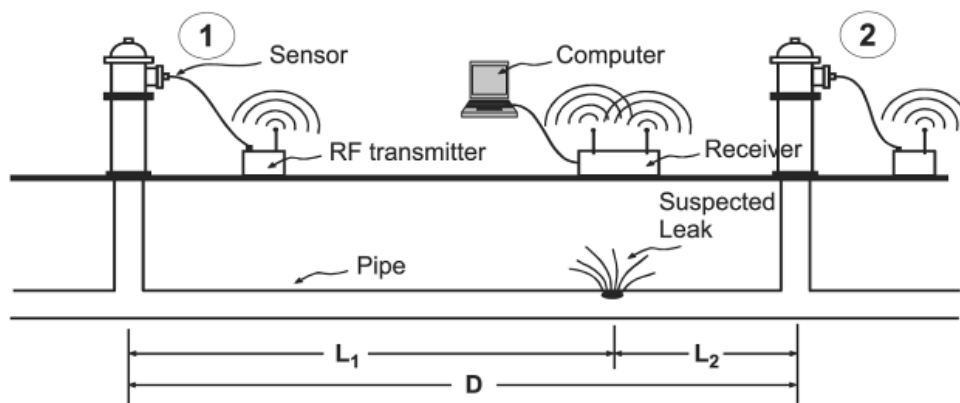 1
2
Sensor
Computer
RF transmitter
Receiver
Suspected
Leak
Pipe
L₁
L₂
D